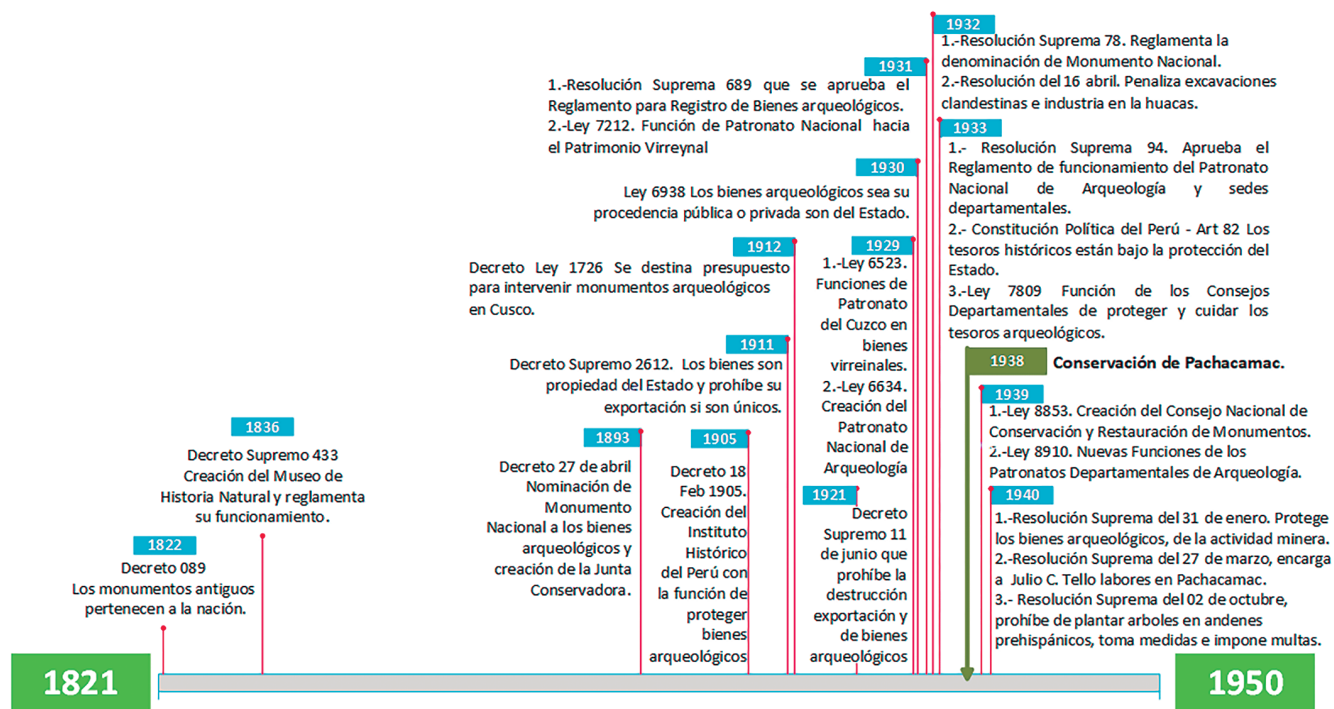 1822
Decreto 089
Los monumentos antiguos
pertenecen a la nación.
1836
Decreto Supremo 433
Creación del Museo de
Historia Natural y reglamenta
su funcionamiento.
1893
Decreto 27 de abril
Nominación de
Monumento
Nacional a los bienes
arqueológicos y
creación de la Junta
Conservadora.
1905
Decreto 18
Feb 1905.
Creación del
Instituto
Histórico
del Perú con
la función de
proteger
bienes
arqueológicos
1911
Decreto Supremo 2612. Los bienes son
propiedad del Estado y prohíbe su
exportación si son únicos.
1912
Decreto Ley 1726 Se destina presupuesto
para intervenir monumentos arqueológicos
en Cusco.
1921
Decreto
Supremo 11
de junio que
prohíbe la
destrucción
exportación y
de bienes
arqueológicos
1929
1.-Ley 6523.
Funciones de
Patronato
del Cuzco en
bienes
virreinales.
2.-Ley 6634.
Creación del
Patronato
Nacional de
Arqueología
1930
Ley 6938 Los bienes arqueológicos sea su
procedencia pública o privada son del Estado.
1931
1.-Resolución Suprema 689 que se aprueba el
Reglamento para Registro de Bienes arqueológicos.
2.-Ley 7212. Función de Patronato Nacional hacia
el Patrimonio Virreynal
1932
1.-Resolución Suprema 78. Reglamenta la
denominación de Monumento Nacional.
2.-Resolución del 16 abril. Penaliza excavaciones
clandestinas e industria en la huacas.
1933
1.- Resolución Suprema 94. Aprueba el
Reglamento de funcionamiento del Patronato
Nacional de Arqueología y sedes
departamentales.
2.- Constitución Política del Perú - Art 82 Los
tesoros históricos están bajo la protección del
Estado.
3.-Ley 7809 Función de los Consejos
Departamentales de proteger y cuidar los
tesoros arqueológicos.
1938
Conservación de Pachacamac.
1939
1.-Ley 8853. Creación del Consejo Nacional de
Conservación y Restauración de Monumentos.
2.-Ley 8910. Nuevas Funciones de los
Patronatos Departamentales de Arqueología.
1940
1.-Resolución Suprema del 31 de enero. Protege
los bienes arqueológicos, de la actividad minera.
2.-Resolución Suprema del 27 de marzo, encarga
a Julio C. Tello labores en Pachacamac.
3.- Resolución Suprema del 02 de octubre,
prohíbe de plantar arboles en andenes
prehispánicos, toma medidas e impone multas.
1821
1950